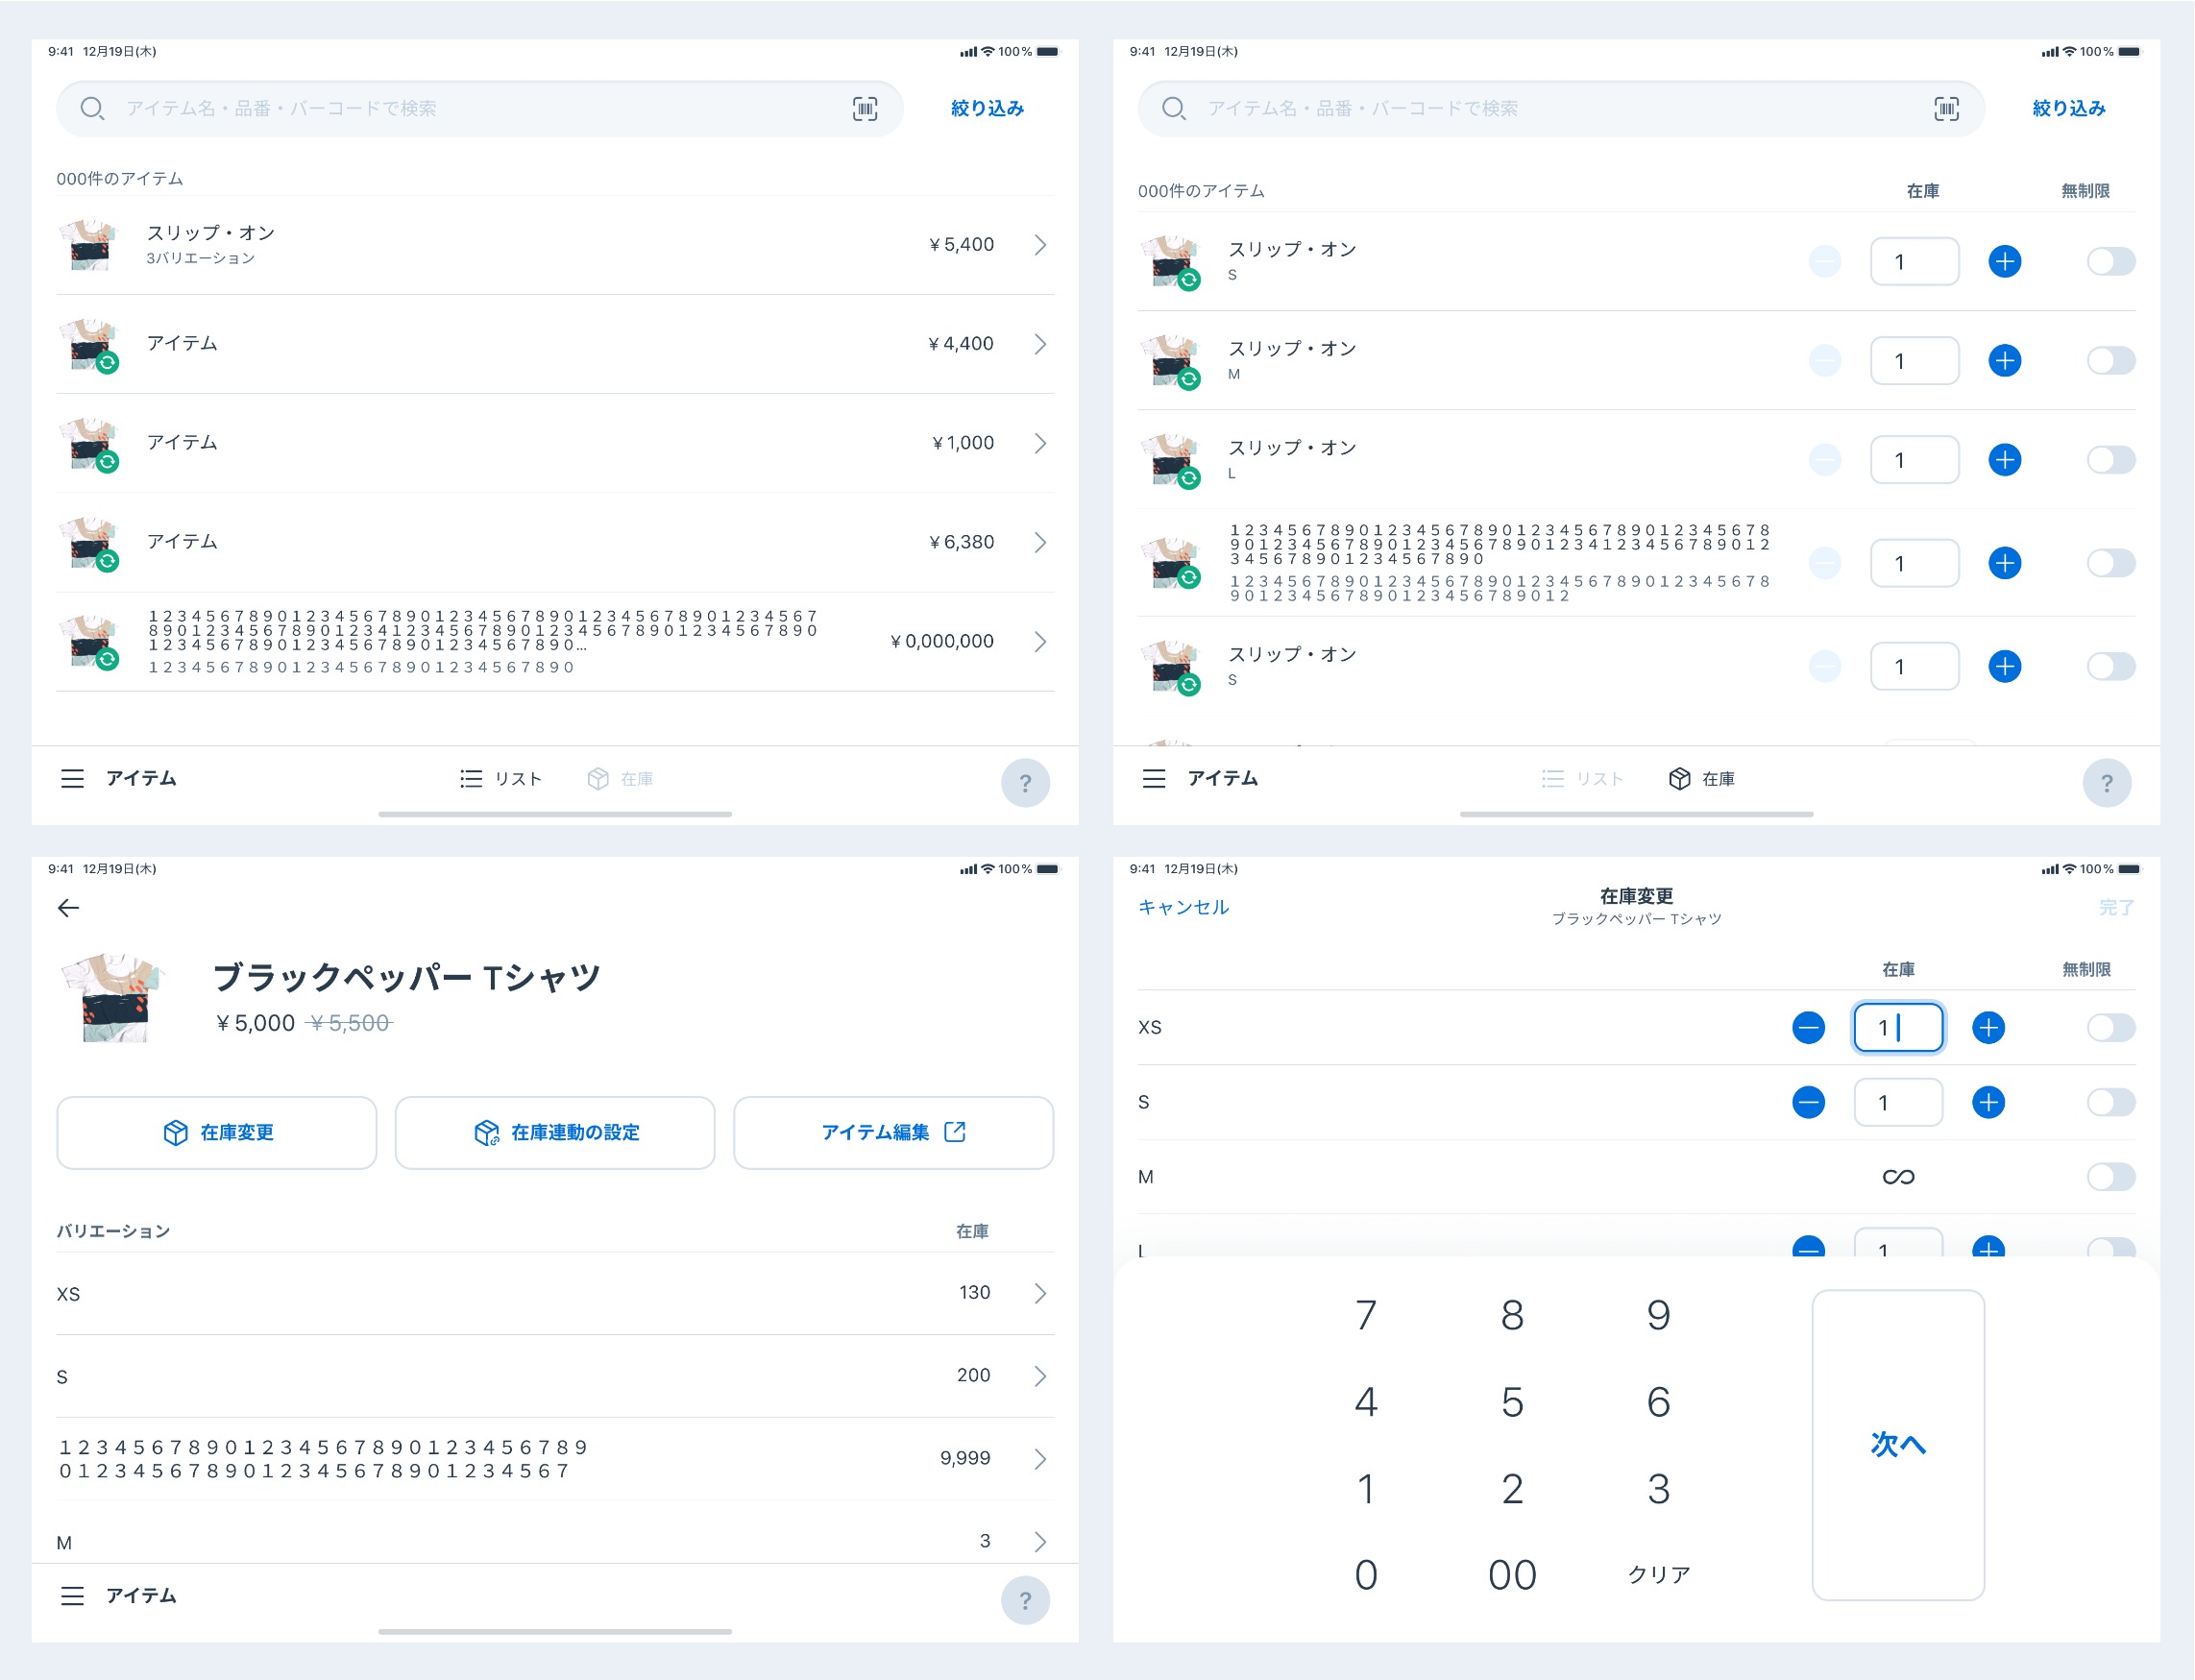 9:41 12月19日(木) 100%
アイテム名・品番・バーコードで検索
絞り込み
000件のアイテム
スリップ・オン
3バリエーション
¥5,400
アイテム
¥4,400
アイテム
¥1,000
アイテム
¥6,380
12345678901234567890123456789012345678901234567
89012345678901234123456789012345678901234567890
1234567890123456789012345678901234567890…
123456789012345678901234567890
¥0,000,000
アイテム
リスト
在庫
?
9:41 12月19日(木) 100%
アイテム名・品番・バーコードで検索
絞り込み
000件のアイテム
在庫
無制限
スリップ・オン
S
1
スリップ・オン
M
1
スリップ・オン
L
1
12345678901234567890123456789012345678
90123456789012345678901234123456789012
345678901234567890
12345678901234567890123456789012345678
901234567890123456789012
1
スリップ・オン
S
1
アイテム
リスト
在庫
?
9:41 12月19日(木) 100%
ブラックペッパー Tシャツ
¥5,000 ¥5,500
在庫変更
在庫連動の設定
アイテム編集
バリエーション
在庫
XS
130
S
200
12345678901234567890123456789
0123456789012345678901234567
9,999
M
3
アイテム
?
9:41 12月19日(木) 100%
キャンセル
在庫変更
ブラックペッパー Tシャツ
完了
在庫
無制限
XS
1
S
1
M
∞
L
1
7 8 9
4 5 6
1 2 3
0 00 クリア
次へ